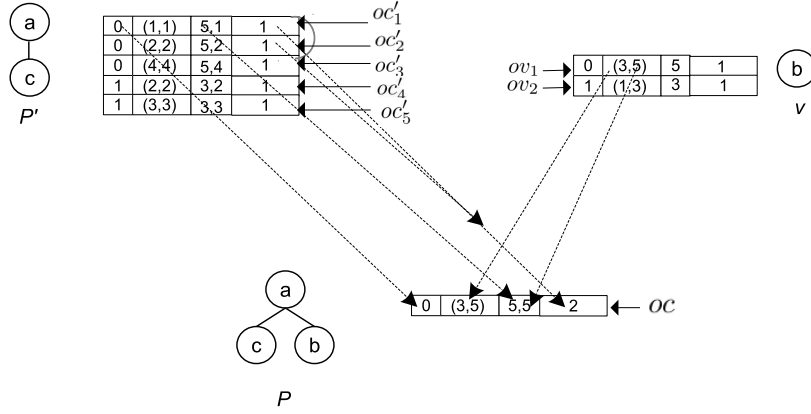 a
c
P'
0 (1,1) 5,1 1 oc'₁
0 (2,2) 5,2 1 oc'₂
0 (4,4) 5,4 1 oc'₃
1 (2,2) 3,2 1 oc'₄
1 (3,3) 3,3 1 oc'₅
ov₁ 0 (3,5) 5 1
ov₂ 1 (1,3) 3 1
b
v
a
c b
P
0 (3,5) 5,5 2 oc